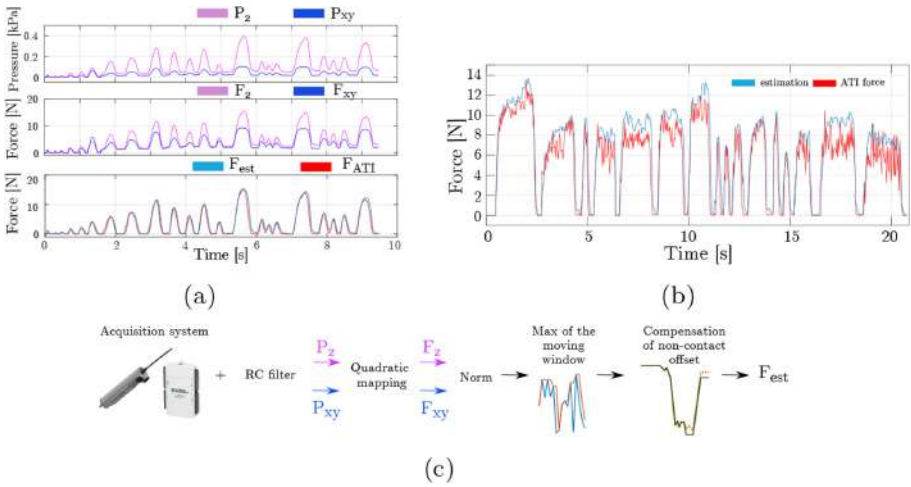 P_z P_xy
Pressure [kPa]
0.4
0.2
0
F_z F_xy
Force [N]
20
10
0
F_est F_ATI
Force [N]
20
10
0
0 2 4 6 8 10
Time [s]
(a)
estimation ATI force
Force [N]
14
12
10
8
6
4
2
0
0 5 10 15 20
Time [s]
(b)
Acquisition system
+ RC filter
P_z
P_xy
Quadratic
mapping
F_z
F_xy
Norm
Max of the
moving
window
Compensation
of non-contact
offset
F_est
(c)